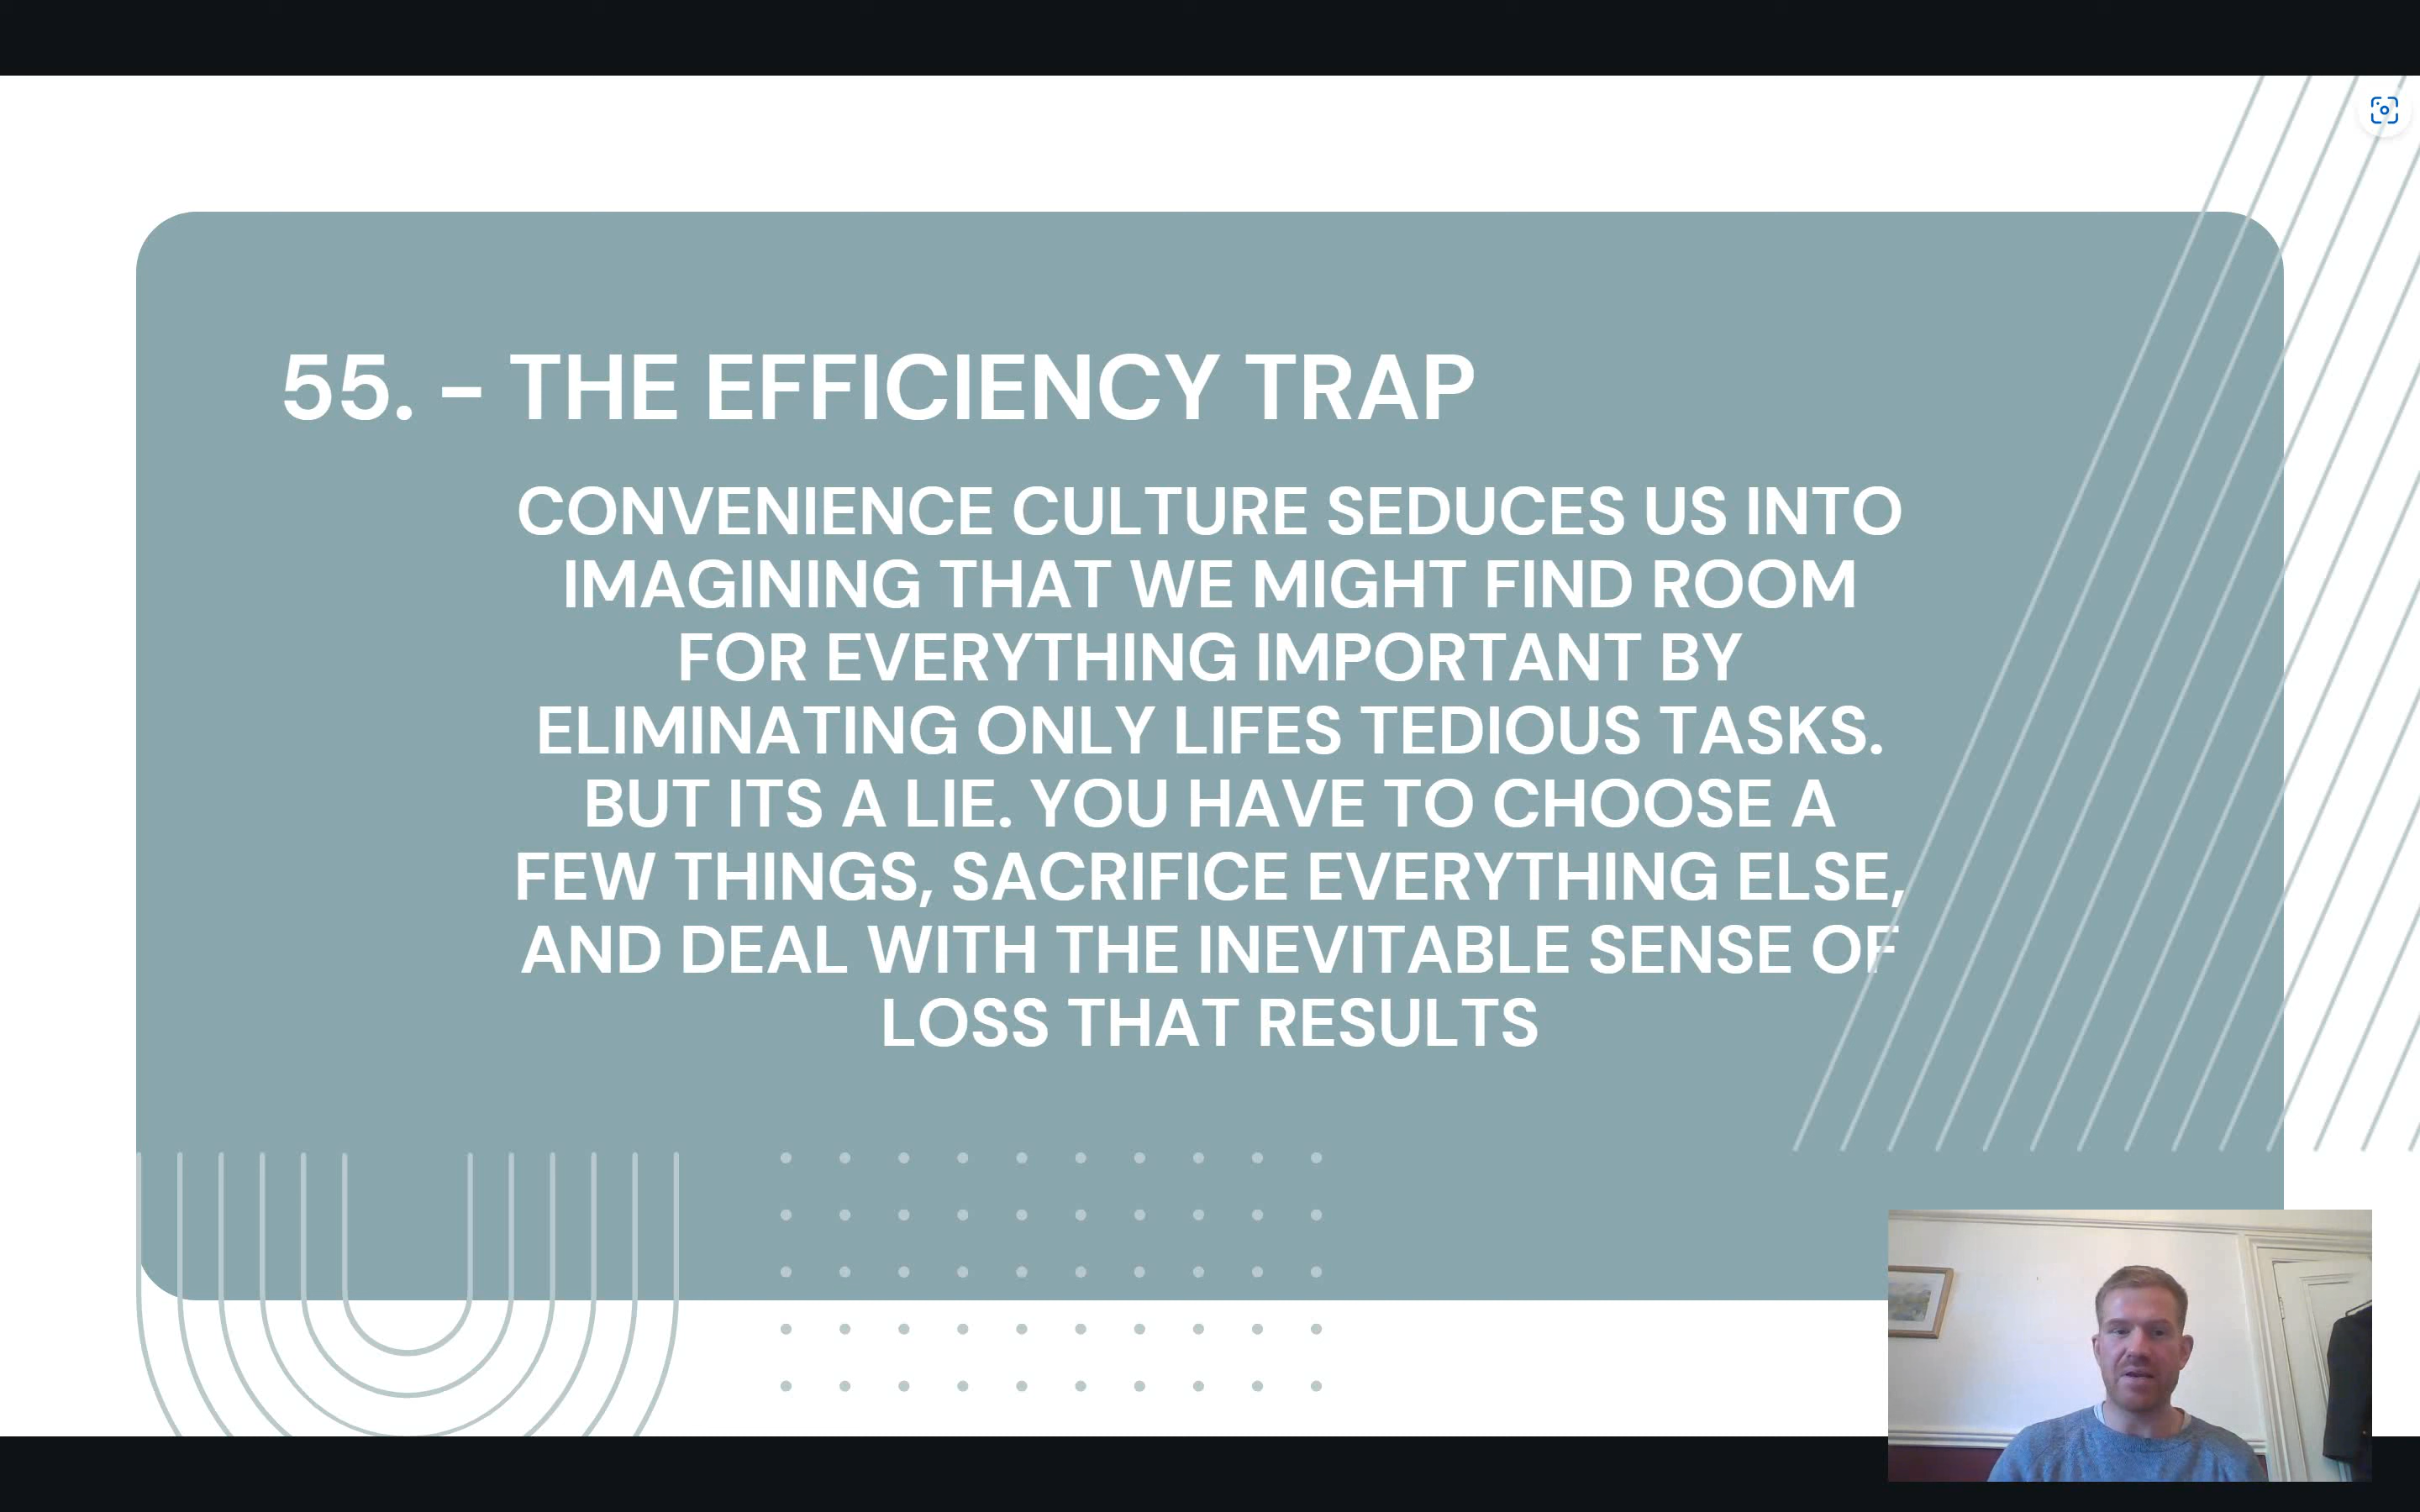 55. - THE EFFICIENCY TRAP
CONVENIENCE CULTURE SEDUCES US INTO
IMAGINING THAT WE MIGHT FIND ROOM
FOR EVERYTHING IMPORTANT BY
ELIMINATING ONLY LIFES TEDIOUS TASKS.
BUT ITS A LIE. YOU HAVE TO CHOOSE A
FEW THINGS, SACRIFICE EVERYTHING ELSE,
AND DEAL WITH THE INEVITABLE SENSE OF
LOSS THAT RESULTS